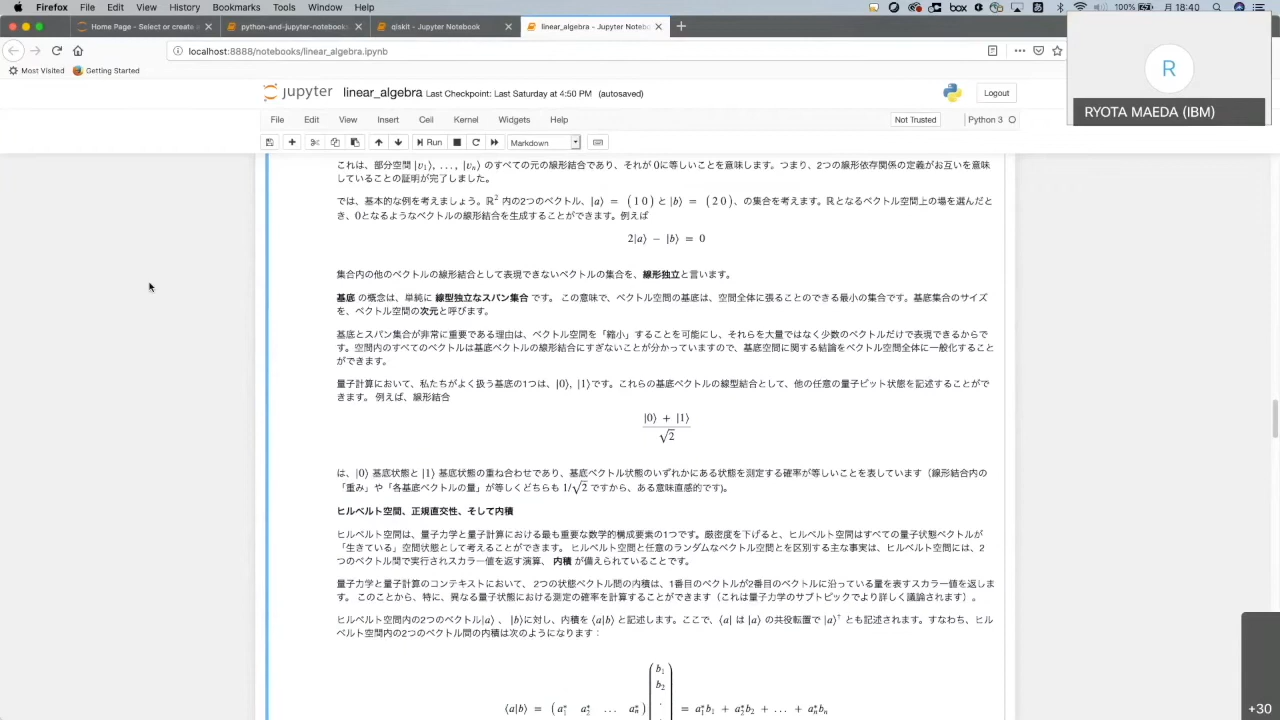 Firefox File Edit View History Bookmarks Tools Window Help
Home Page - Select or create a
python-and-jupyter-notebooks
qiskit - Jupyter Notebook
linear_algebra - Jupyter Notebo
localhost:8888/notebooks/linear_algebra.ipynb
Most Visited Getting Started
R
RYOTA MAEDA (IBM)
jupyter linear_algebra Last Checkpoint: Last Saturday at 4:50 PM (autosaved)
Logout
File Edit View Insert Cell Kernel Widgets Help
Not Trusted Python 3
Run Markdown
これは、部分空間 |v₁⟩, . . . , |vₙ⟩ のすべての元の線形結合であり、それが 0に等しいことを意味します。つまり、2つの線形依存関係の定義がお互いを意味
していることの証明が完了しました。
では、基本的な例を考えましょう。ℝ² 内の2つのベクトル、|a⟩ = (1 0) と |b⟩ = (2 0)、の集合を考えます。ℝとなるベクトル空間上の場を選んだと
き、0となるようなベクトルの線形結合を生成することができます。例えば
2|a⟩ − |b⟩ = 0
集合内の他のベクトルの線形結合として表現できないベクトルの集合を、線形独立と言います。
基底 の概念は、単純に 線型独立なスパン集合 です。 この意味で、ベクトル空間の基底は、空間全体に張ることのできる最小の集合です。基底集合のサイズ
を、ベクトル空間の次元と呼びます。
基底とスパン集合が非常に重要である理由は、ベクトル空間を「縮小」することを可能にし、それらを大量ではなく少数のベクトルだけで表現できるからで
す。空間内のすべてのベクトルは基底ベクトルの線形結合にすぎないことが分かっていますので、基底空間に関する結論をベクトル空間全体に一般化すること
ができます。
量子計算において、私たちがよく扱う基底の1つは、|0⟩, |1⟩です。これらの基底ベクトルの線型結合として、他の任意の量子ビット状態を記述することがで
きます。 例えば、線形結合
|0⟩ + |1⟩
√2
は、|0⟩ 基底状態と |1⟩ 基底状態の重ね合わせであり、基底ベクトル状態のいずれかにある状態を測定する確率が等しいことを表しています（線形結合内の
「重み」や「各基底ベクトルの量」が等しくどちらも 1/√2 ですから、ある意味直感的です）。
ヒルベルト空間、正規直交性、そして内積
ヒルベルト空間は、量子力学と量子計算における最も重要な数学的構成要素の1つです。厳密度を下げると、ヒルベルト空間はすべての量子状態ベクトルが
「生きている」空間状態として考えることができます。 ヒルベルト空間と任意のランダムなベクトル空間とを区別する主な事実は、ヒルベルト空間には、2
つのベクトル間で実行されスカラー値を返す演算、 内積 が備えられていることです。
量子力学と量子計算のコンテキストにおいて、 2つの状態ベクトル間の内積は、1番目のベクトルが2番目のベクトルに沿っている量を表すスカラー値を返しま
す。 このことから、特に、異なる量子状態における測定の確率を計算することができます（これは量子力学のサブトピックでより詳しく議論されます）。
ヒルベルト空間内の2つのベクトル|a⟩ 、 |b⟩に対し、内積を ⟨a|b⟩ と記述します。ここで、⟨a| は |a⟩ の共役転置で |a⟩† とも記述されます。すなわち、ヒル
ベルト空間内の2つのベクトル間の内積は次のようになります：
b₁
b₂
.
⟨a|b⟩ = (a₁* a₂* ... aₙ*) = a₁*b₁ + a₂*b₂ + . . . + aₙ*bₙ
+30